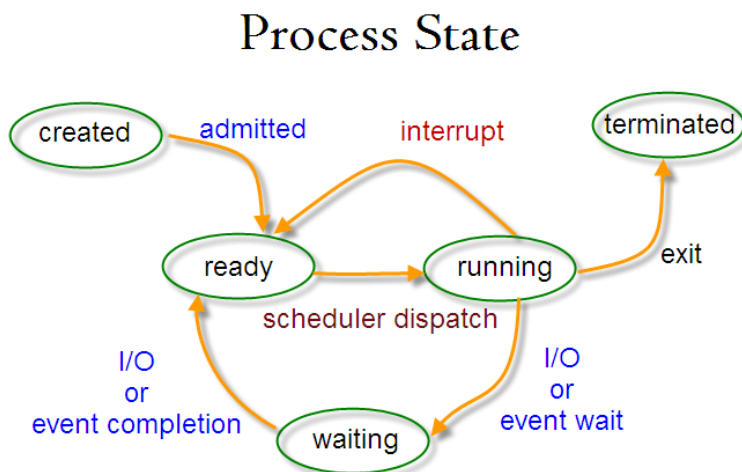 Process State
created
admitted
interrupt
terminated
ready
running
exit
scheduler dispatch
I/O
or
event completion
I/O
or
event wait
waiting